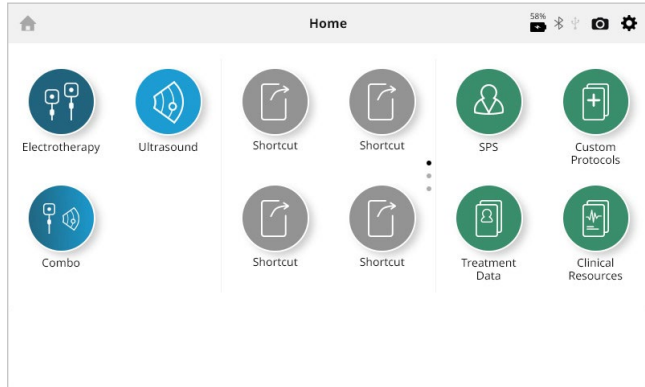 Home
58%
Electrotherapy
Ultrasound
Shortcut
Shortcut
SPS
Custom
Protocols
Combo
Shortcut
Shortcut
Treatment
Data
Clinical
Resources